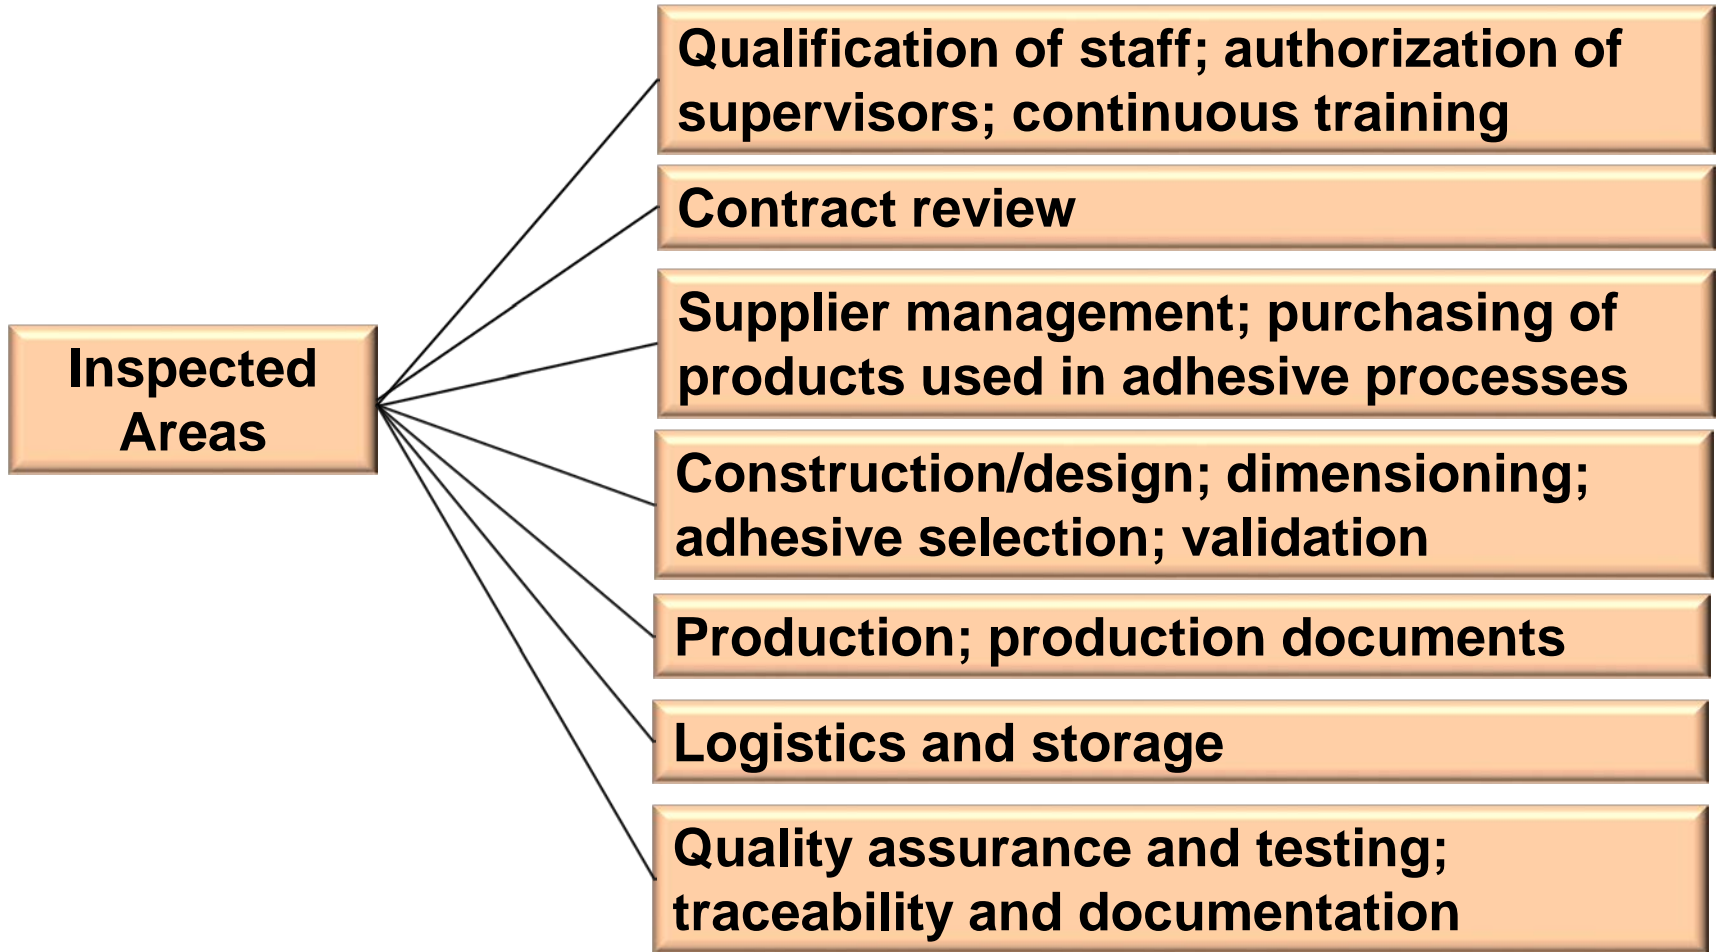 Qualification of staff; authorization of
supervisors; continuous training
Contract review
Supplier management; purchasing of
products used in adhesive processes
Inspected
Areas
Construction/design; dimensioning;
adhesive selection; validation
Production; production documents
Logistics and storage
Quality assurance and testing;
traceability and documentation